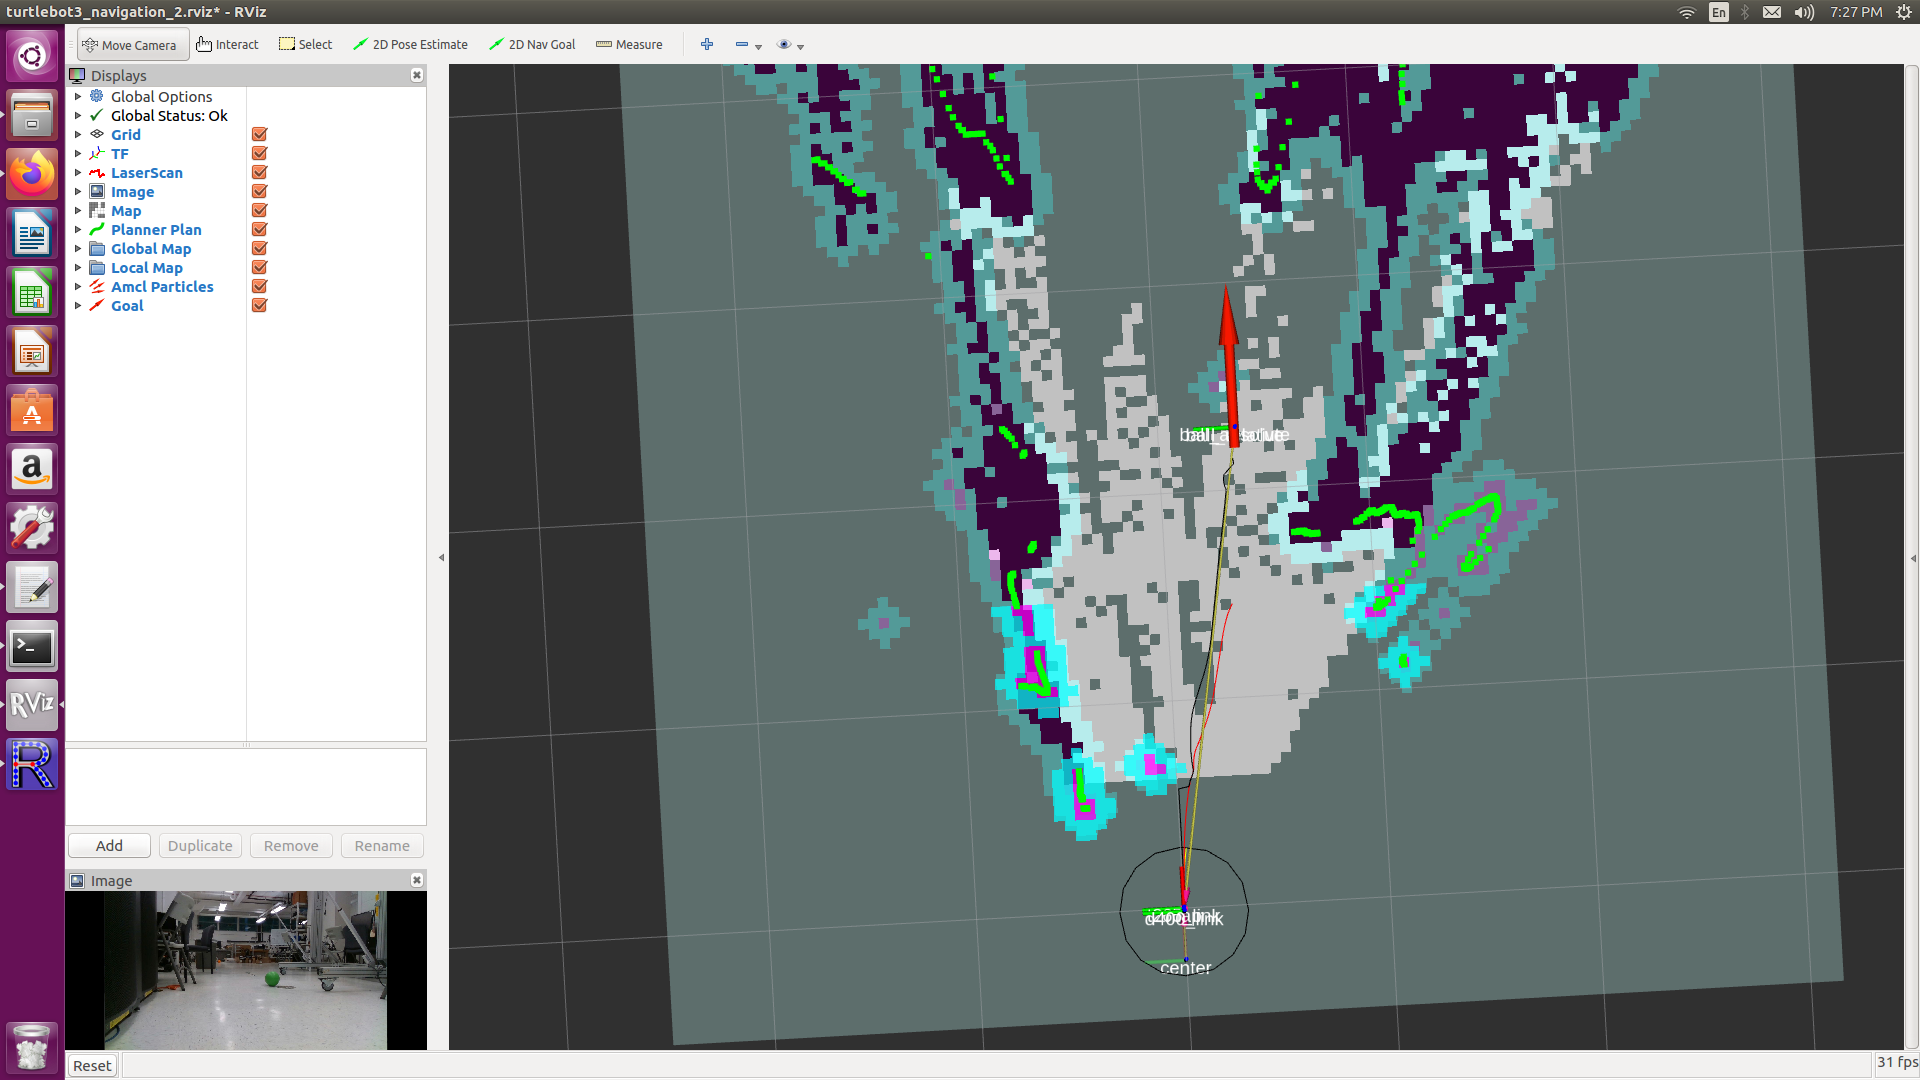 turtlebot3_navigation_2.rviz* - RViz
En
7:27 PM
Move Camera
Interact
Select
2D Pose Estimate
2D Nav Goal
Measure
Displays
Global Options
Global Status: Ok
Grid
TF
LaserScan
Image
Map
Planner Plan
Global Map
Local Map
Amcl Particles
Goal
Add
Duplicate
Remove
Rename
Image
center
Reset
31 fps
RViz
R
a
A
>_